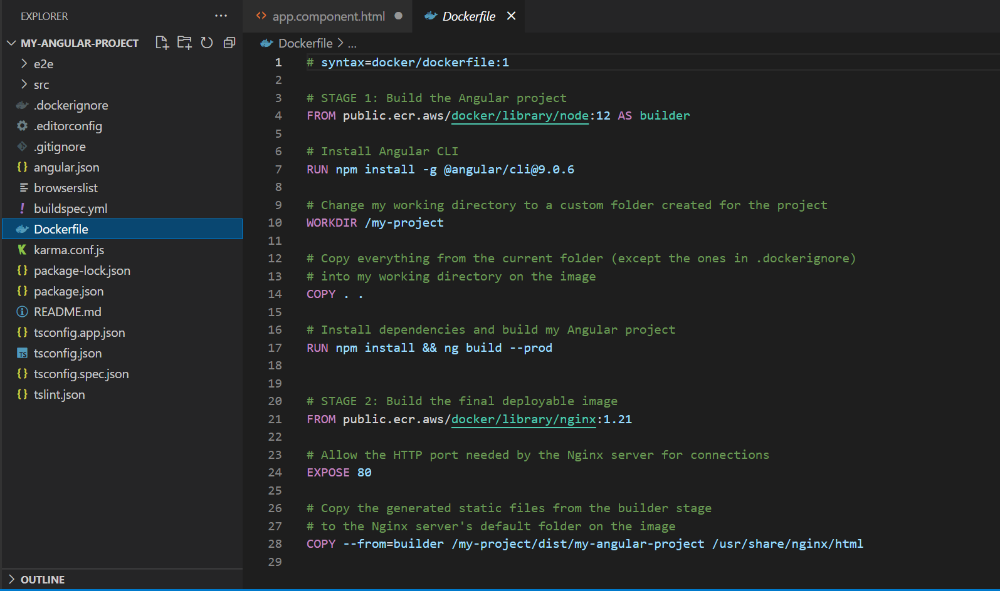 EXPLORER
MY-ANGULAR-PROJECT
e2e
src
.dockerignore
.editorconfig
.gitignore
angular.json
browserslist
buildspec.yml
Dockerfile
karma.conf.js
package-lock.json
package.json
README.md
tsconfig.app.json
tsconfig.json
tsconfig.spec.json
tslint.json
OUTLINE
app.component.html
Dockerfile
Dockerfile > ...
1 # syntax=docker/dockerfile:1
2
3 # STAGE 1: Build the Angular project
4 FROM public.ecr.aws/docker/library/node:12 AS builder
5
6 # Install Angular CLI
7 RUN npm install -g @angular/cli@9.0.6
8
9 # Change my working directory to a custom folder created for the project
10 WORKDIR /my-project
11
12 # Copy everything from the current folder (except the ones in .dockerignore)
13 # into my working directory on the image
14 COPY . .
15
16 # Install dependencies and build my Angular project
17 RUN npm install && ng build --prod
18
19
20 # STAGE 2: Build the final deployable image
21 FROM public.ecr.aws/docker/library/nginx:1.21
22
23 # Allow the HTTP port needed by the Nginx server for connections
24 EXPOSE 80
25
26 # Copy the generated static files from the builder stage
27 # to the Nginx server's default folder on the image
28 COPY --from=builder /my-project/dist/my-angular-project /usr/share/nginx/html
29